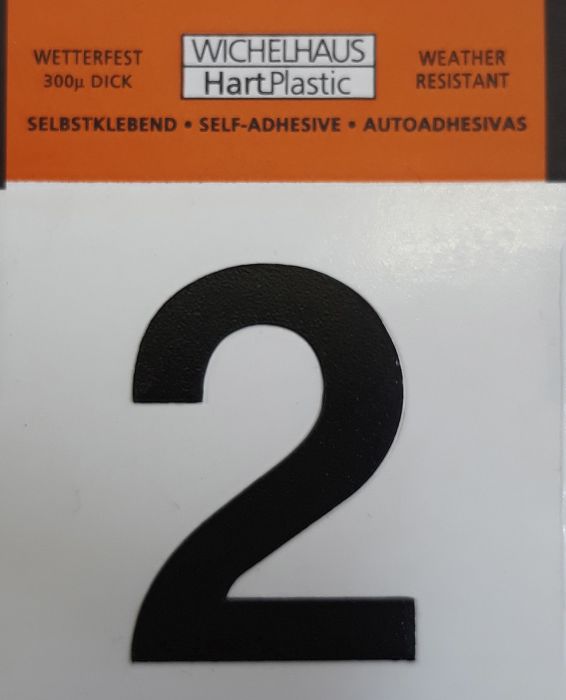 WETTERFEST
300µ DICK
WICHELHAUS
HartPlastic
WEATHER
RESISTANT
SELBSTKLEBEND • SELF-ADHESIVE • AUTOADHESIVAS
2